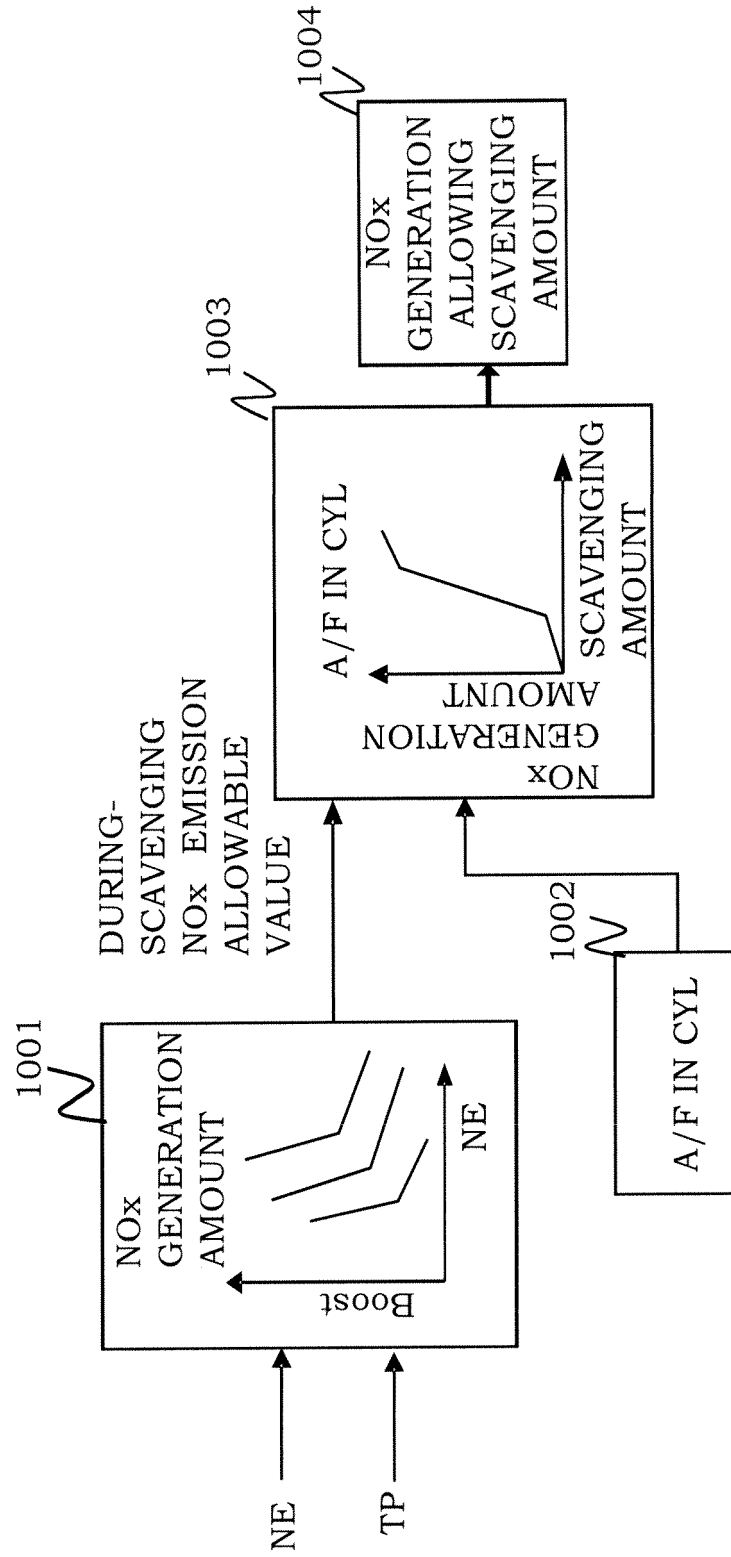 NE
TP
1001
NOx
GENERATION
AMOUNT
Boost
NE
DURING-
SCAVENGING
NOx EMISSION
ALLOWABLE
VALUE
1002
A/F IN CYL
1003
A/F IN CYL
NOx
GENERATION
AMOUNT
SCAVENGING
AMOUNT
1004
NOx
GENERATION
ALLOWING
SCAVENGING
AMOUNT